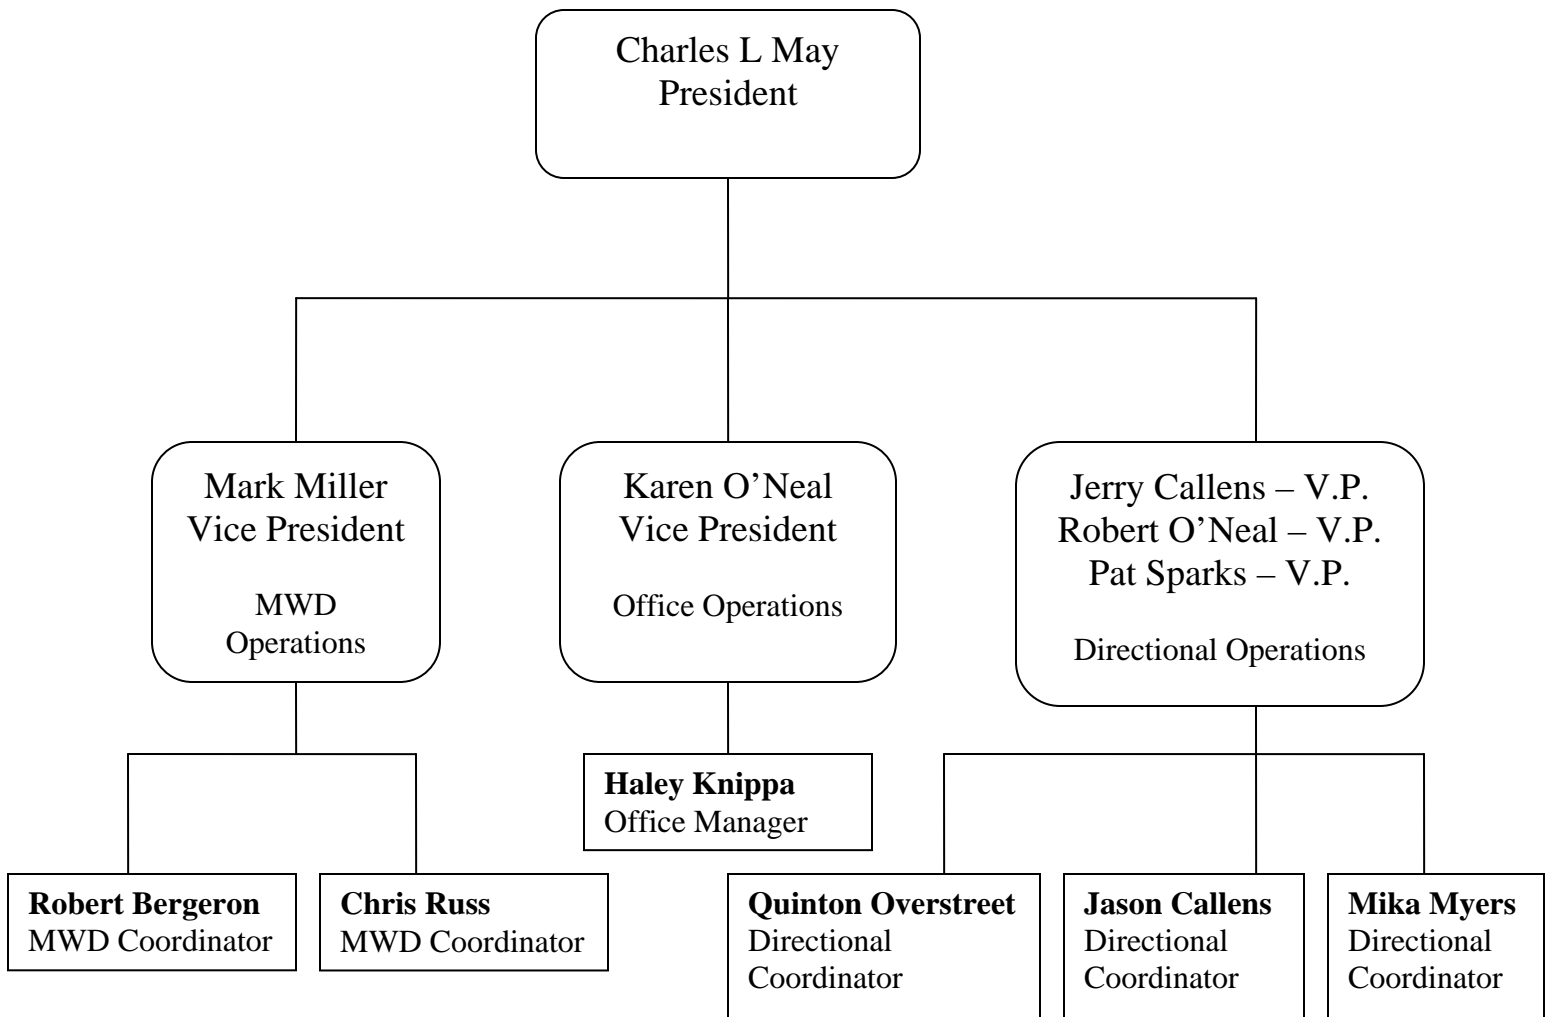 Charles L May
President
Mark Miller
Vice President
MWD
Operations
Karen O’Neal
Vice President
Office Operations
Jerry Callens – V.P.
Robert O’Neal – V.P.
Pat Sparks – V.P.
Directional Operations
Haley Knippa
Office Manager
Robert Bergeron
MWD Coordinator
Chris Russ
MWD Coordinator
Quinton Overstreet
Directional
Coordinator
Jason Callens
Directional
Coordinator
Mika Myers
Directional
Coordinator